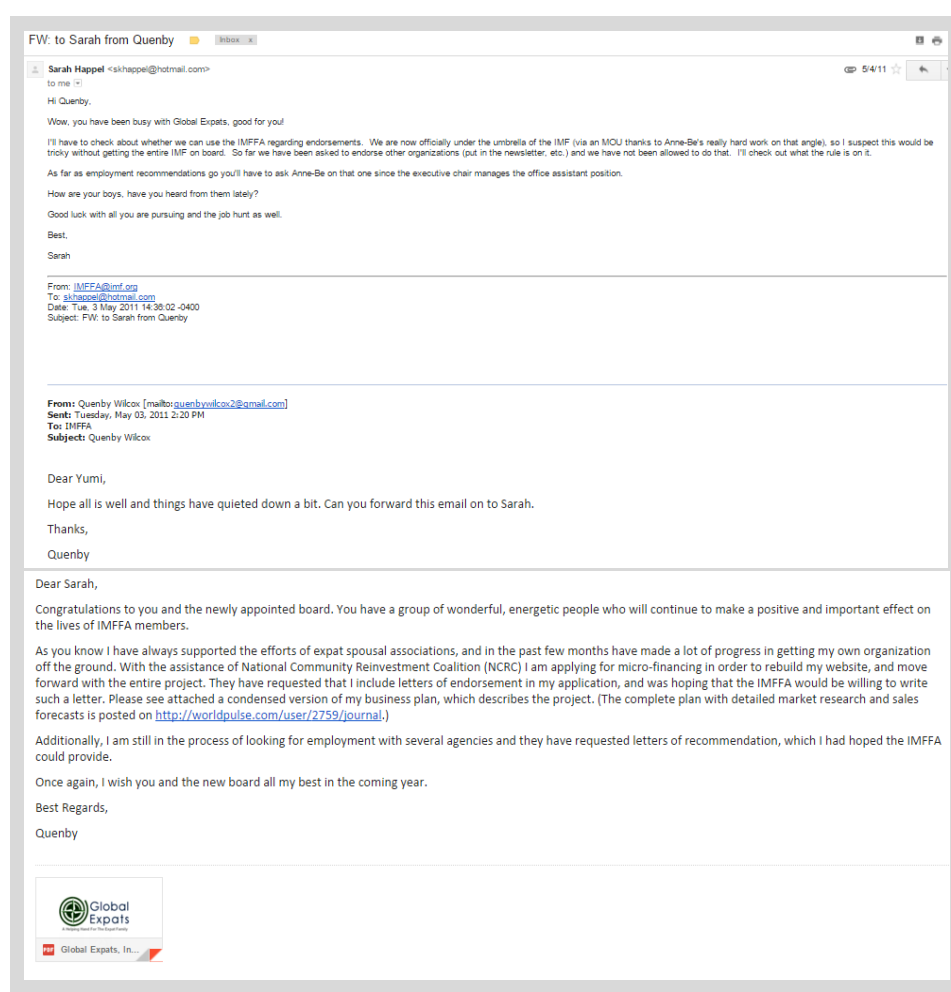 FW: to Sarah from Quenby
Inbox x
Sarah Happel <skhappel@hotmail.com>
5/4/11
to me
Hi Quenby,
Wow, you have been busy with Global Expats, good for you!
I'll have to check about whether we can use the IMFFA regarding endorsements. We are now officially under the umbrella of the IMF (via an MOU thanks to Anne-Be's really hard work on that angle), so I suspect this would be
tricky without getting the entire IMF on board. So far we have been asked to endorse other organizations (put in the newsletter, etc.) and we have not been allowed to do that. I'll check out what the rule is on it.
As far as employment recommendations go you'll have to ask Anne-Be on that one since the executive chair manages the office assistant position.
How are your boys, have you heard from them lately?
Good luck with all you are pursuing and the job hunt as well.
Best,
Sarah
From: IMFFA@imf.org
To: skhappel@hotmail.com
Date: Tue, 3 May 2011 14:36:02 -0400
Subject: FW: to Sarah from Quenby
From: Quenby Wilcox [mailto:quenbywilcox2@gmail.com]
Sent: Tuesday, May 03, 2011 2:20 PM
To: IMFFA
Subject: Quenby Wilcox
Dear Yumi,
Hope all is well and things have quieted down a bit. Can you forward this email on to Sarah.
Thanks,
Quenby
Dear Sarah,
Congratulations to you and the newly appointed board. You have a group of wonderful, energetic people who will continue to make a positive and important effect on
the lives of IMFFA members.
As you know I have always supported the efforts of expat spousal associations, and in the past few months have made a lot of progress in getting my own organization
off the ground. With the assistance of National Community Reinvestment Coalition (NCRC) I am applying for micro-financing in order to rebuild my website, and move
forward with the entire project. They have requested that I include letters of endorsement in my application, and was hoping that the IMFFA would be willing to write
such a letter. Please see attached a condensed version of my business plan, which describes the project. (The complete plan with detailed market research and sales
forecasts is posted on http://worldpulse.com/user/2759/journal.)
Additionally, I am still in the process of looking for employment with several agencies and they have requested letters of recommendation, which I had hoped the IMFFA
could provide.
Once again, I wish you and the new board all my best in the coming year.
Best Regards,
Quenby
Global
Expats
A Helping Hand For The Expat Family
PDF Global Expats, In...